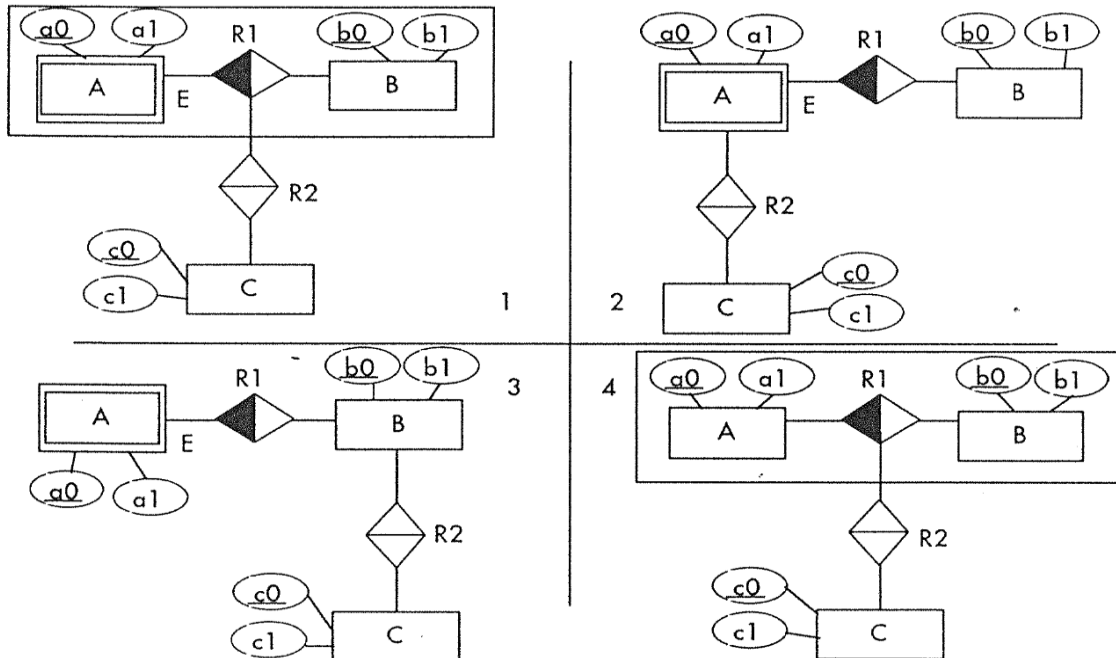 a0 a1 R1 b0 b1
A E B
R2
c0
c1 C
1
a0 a1 R1 b0 b1
A E B
R2
c0
C c1
2
R1 b0 b1
A E B
a0 a1
R2
c0
c1 C
3
a0 a1 R1 b0 b1
A B
R2
c0
c1 C
4